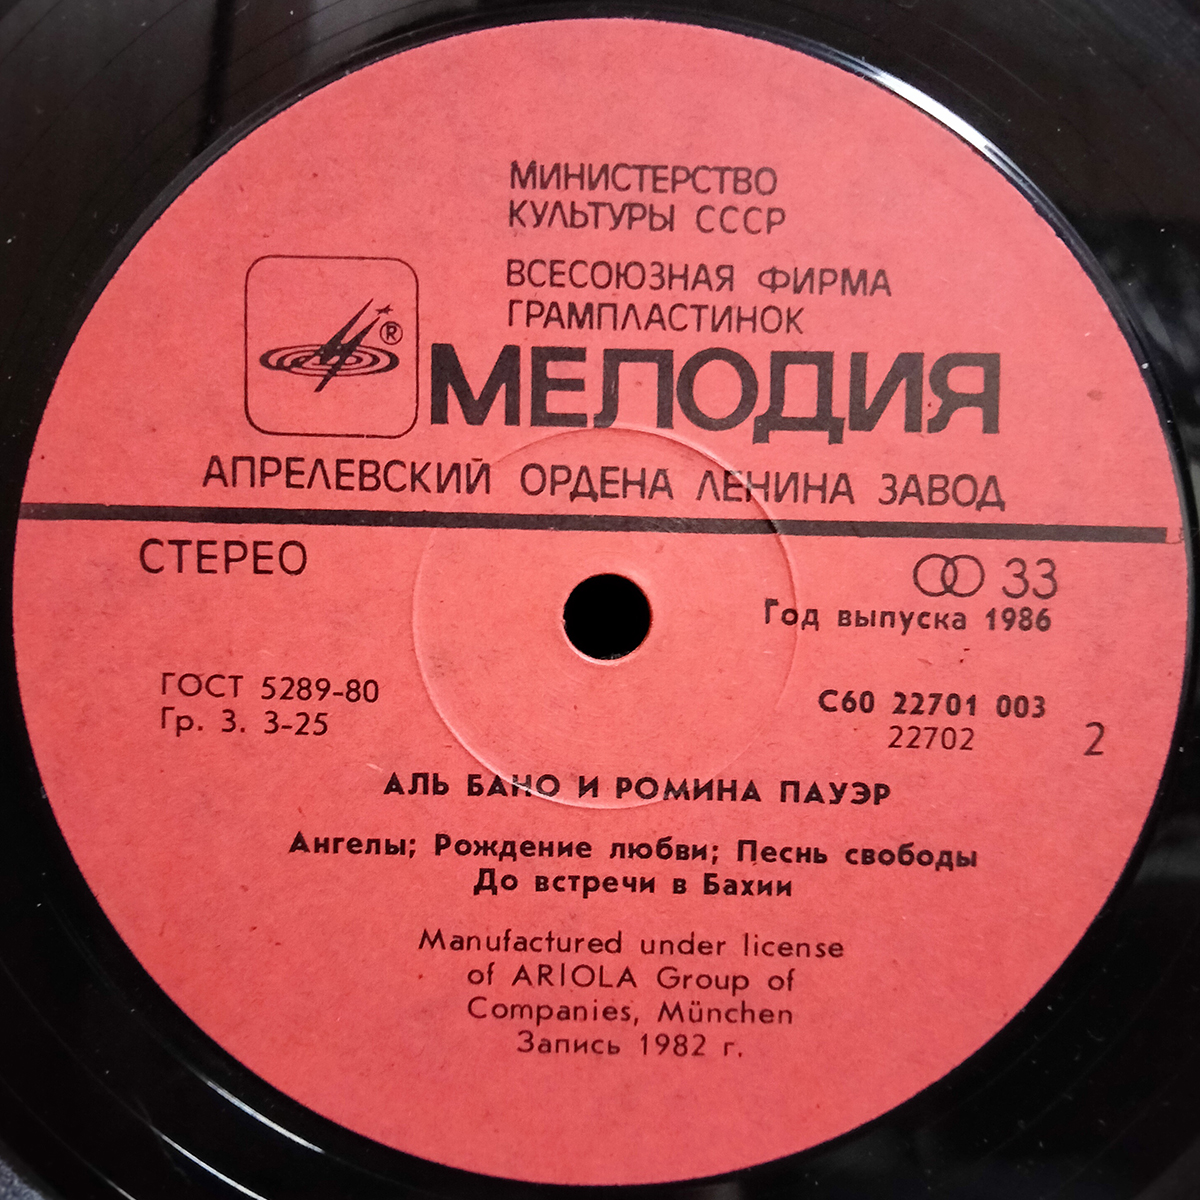 МИНИСТЕРСТВО
КУЛЬТУРЫ СССР
ВСЕСОЮЗНАЯ ФИРМА
ГРАМПЛАСТИНОК
®
МЕЛОДИЯ
АПРЕЛЕВСКИЙ ОРДЕНА ЛЕНИНА ЗАВОД
СТЕРЕО
33
Год выпуска 1986
ГОСТ 5289-80
Гр. 3. 3-25
С60 22701 003
22702
2
АЛЬ БАНО И РОМИНА ПАУЭР
Ангелы; Рождение любви; Песнь свободы
До встречи в Бахии
Manufactured under license
of ARIOLA Group of
Companies, München
Запись 1982 г.